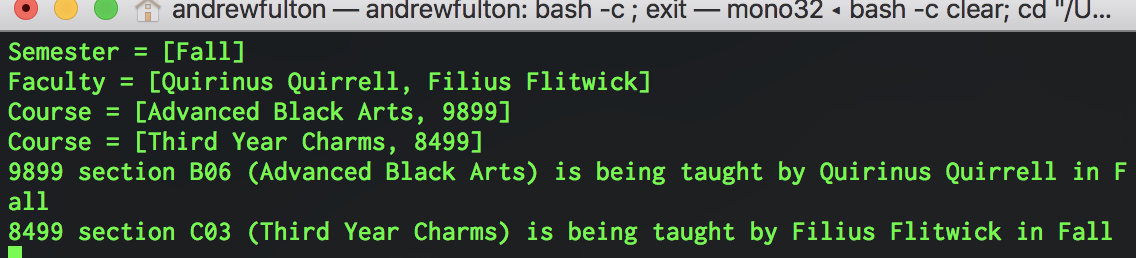 andrewfulton — andrewfulton: bash -c ; exit — mono32 ◂ bash -c clear; cd "/U...
Semester = [Fall]
Faculty = [Quirinus Quirrell, Filius Flitwick]
Course = [Advanced Black Arts, 9899]
Course = [Third Year Charms, 8499]
9899 section B06 (Advanced Black Arts) is being taught by Quirinus Quirrell in F
all
8499 section C03 (Third Year Charms) is being taught by Filius Flitwick in Fall